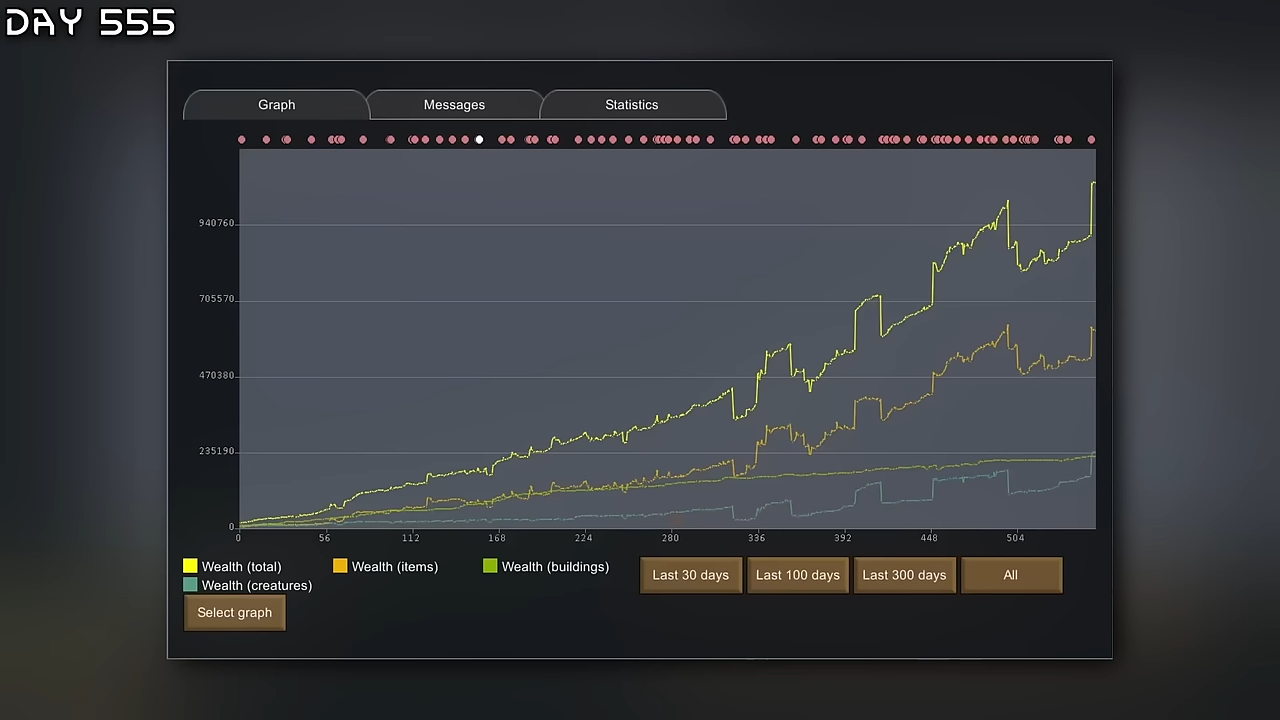 DAY 555
Graph Messages Statistics
940760
705570
470380
235190
0
0 56 112 168 224 280 336 392 448 504
Wealth (total) Wealth (items) Wealth (buildings)
Wealth (creatures)
Last 30 days Last 100 days Last 300 days All
Select graph